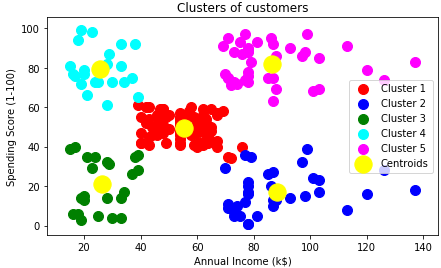 Clusters of customers
100
80
60
40
20
0
Spending Score (1-100)
20
40
60
80
100
120
140
Annual Income (k$)
Cluster 1
Cluster 2
Cluster 3
Cluster 4
Cluster 5
Centroids